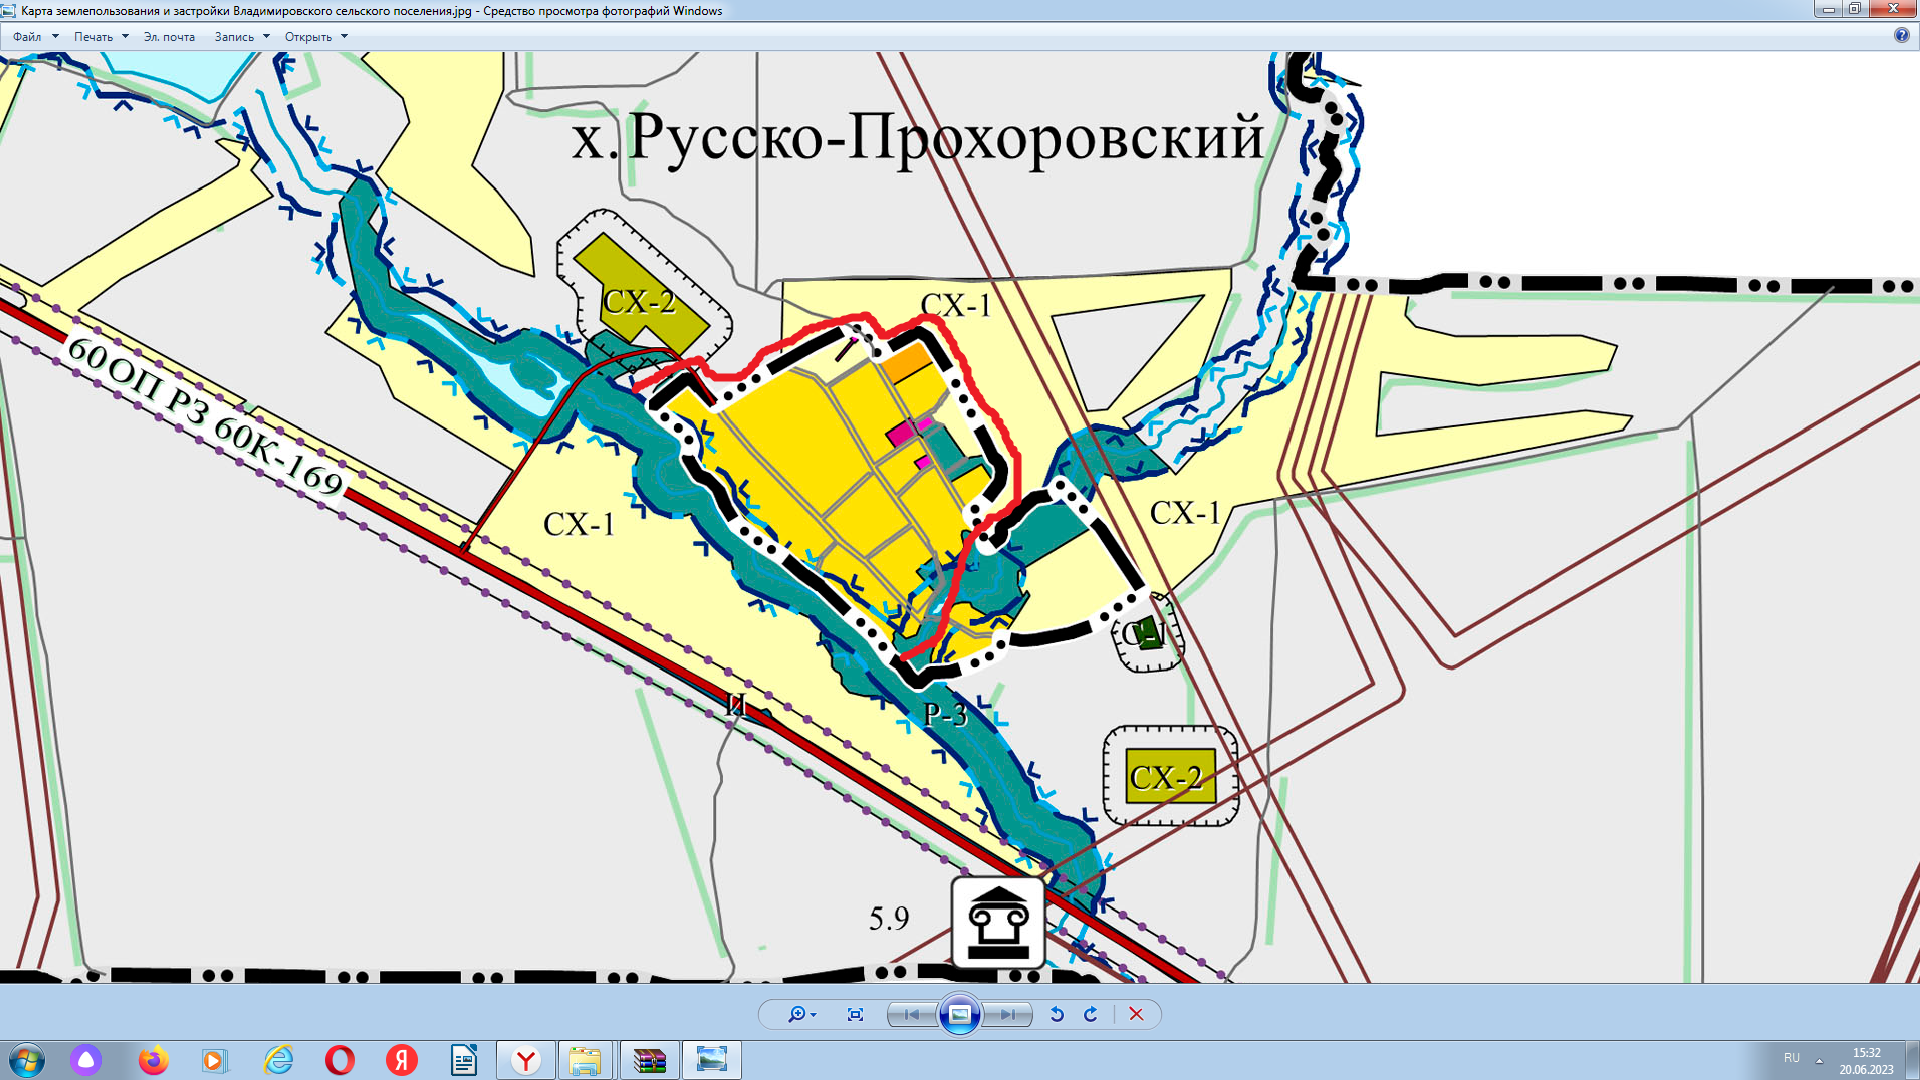 Карта землепользования и застройки Владимировского сельского поселения.jpg - Средство просмотра фотографий Windows
Файл Печать Эл. почта Запись Открыть
х. Русско-Прохоровский
СХ-2
СХ-1
60 ОП РЗ 60К-169
СХ-1
СХ-1
С-1
И
Р-3
СХ-2
5.9
RU
15:32
20.06.2023